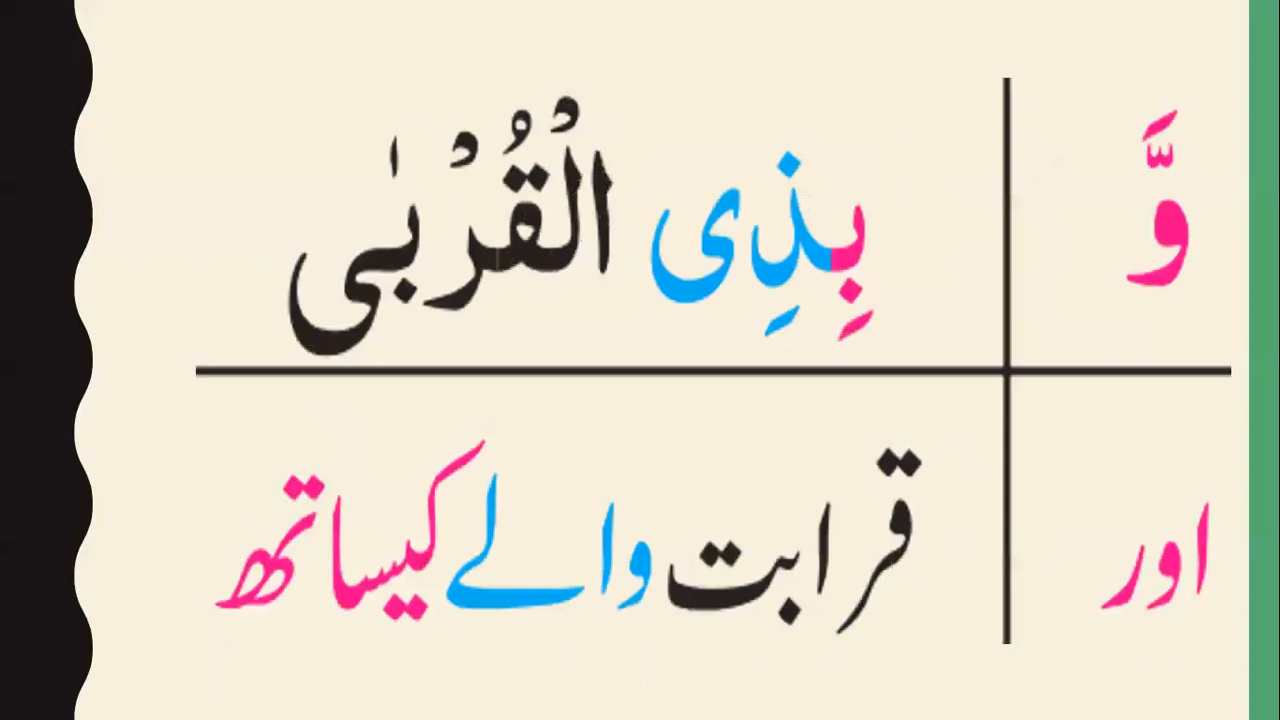 وَّ بِذِی الْقُرْبٰی
اور قرابت والے کیساتھ